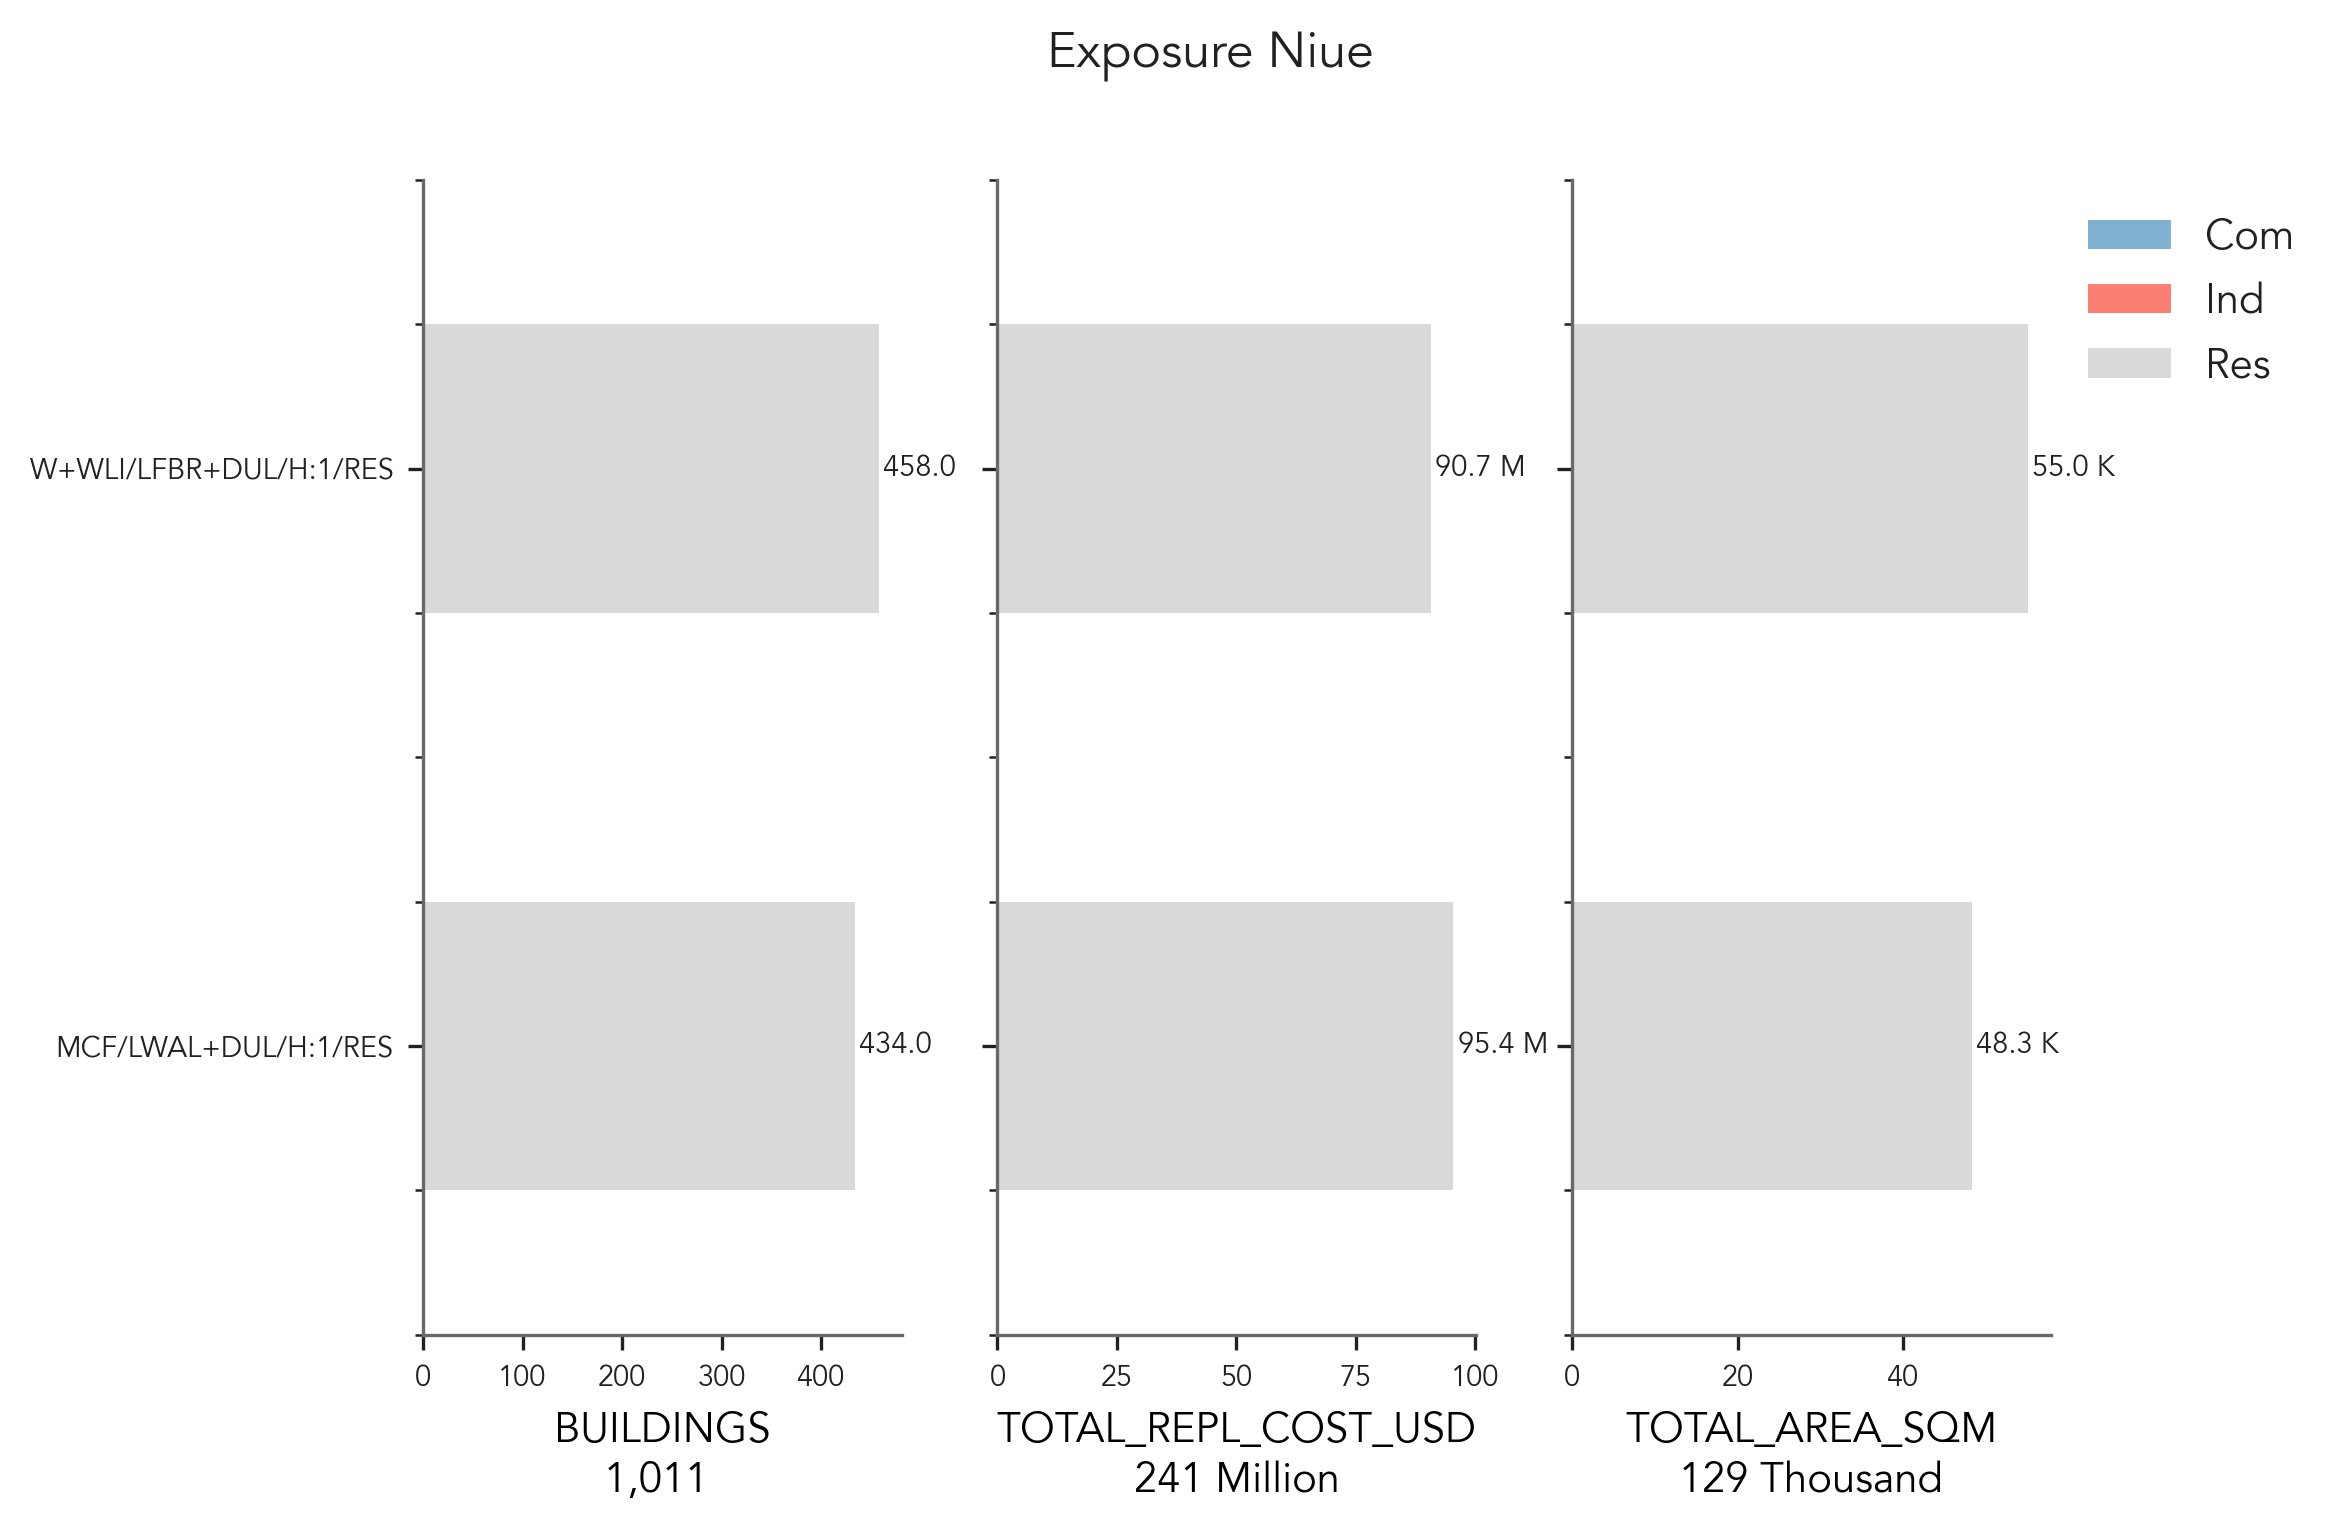 Exposure Niue
Com
Ind
Res
W+WLI/LFBR+DUL/H:1/RES
458.0
90.7 M
55.0 K
MCF/LWAL+DUL/H:1/RES
434.0
95.4 M
48.3 K
0 100 200 300 400
0 25 50 75 100
0 20 40
BUILDINGS
1,011
TOTAL_REPL_COST_USD
241 Million
TOTAL_AREA_SQM
129 Thousand